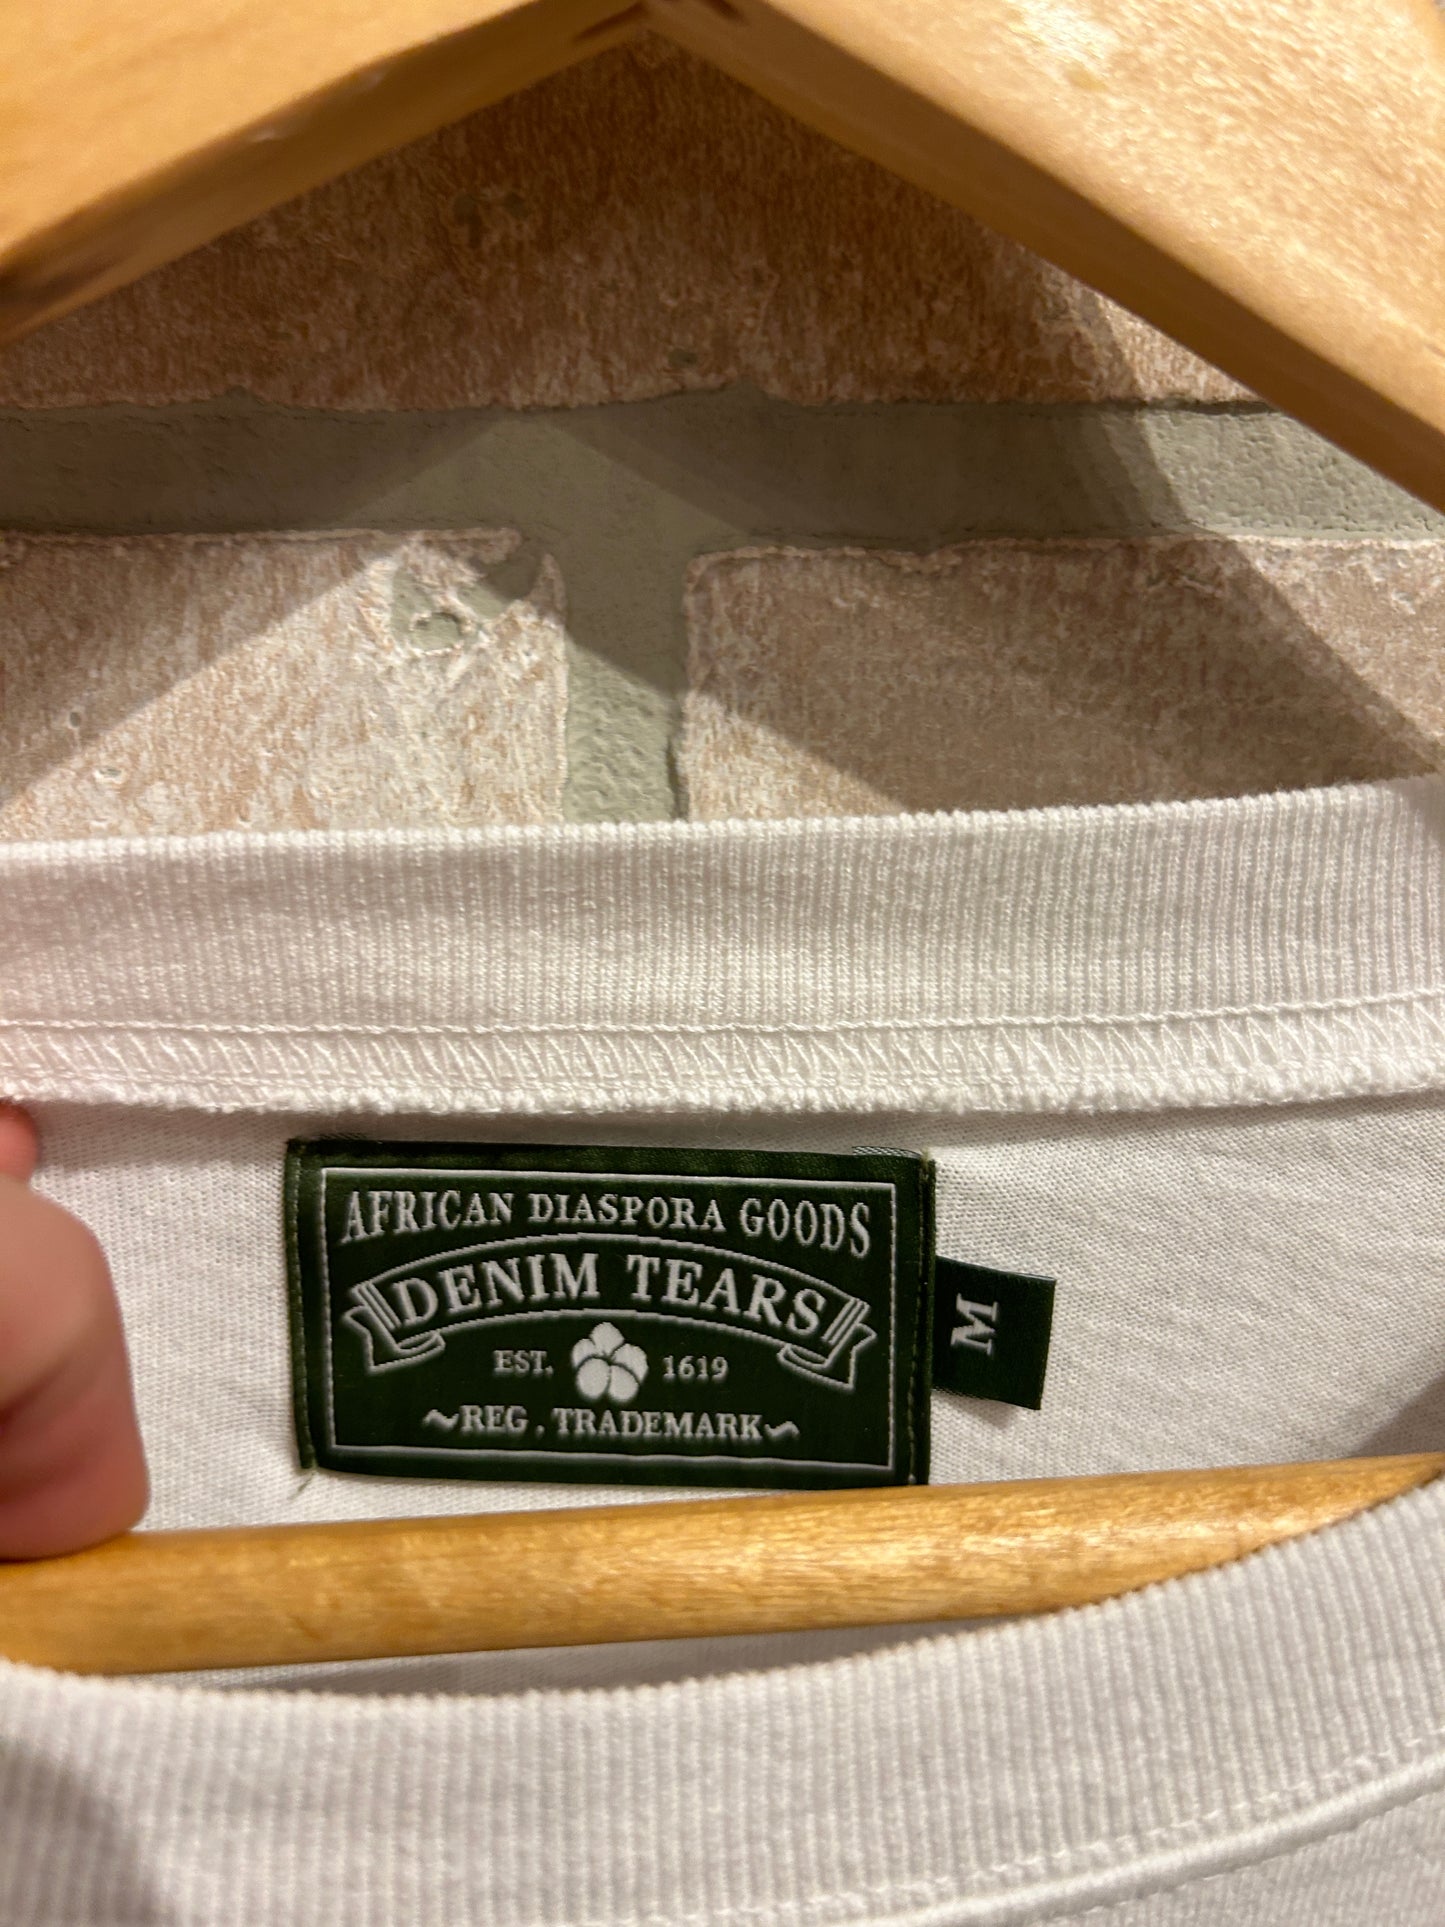 AFRICAN DIASPORA GOODS
DENIM TEARS
EST. 1619
~REG. TRADEMARK~
M